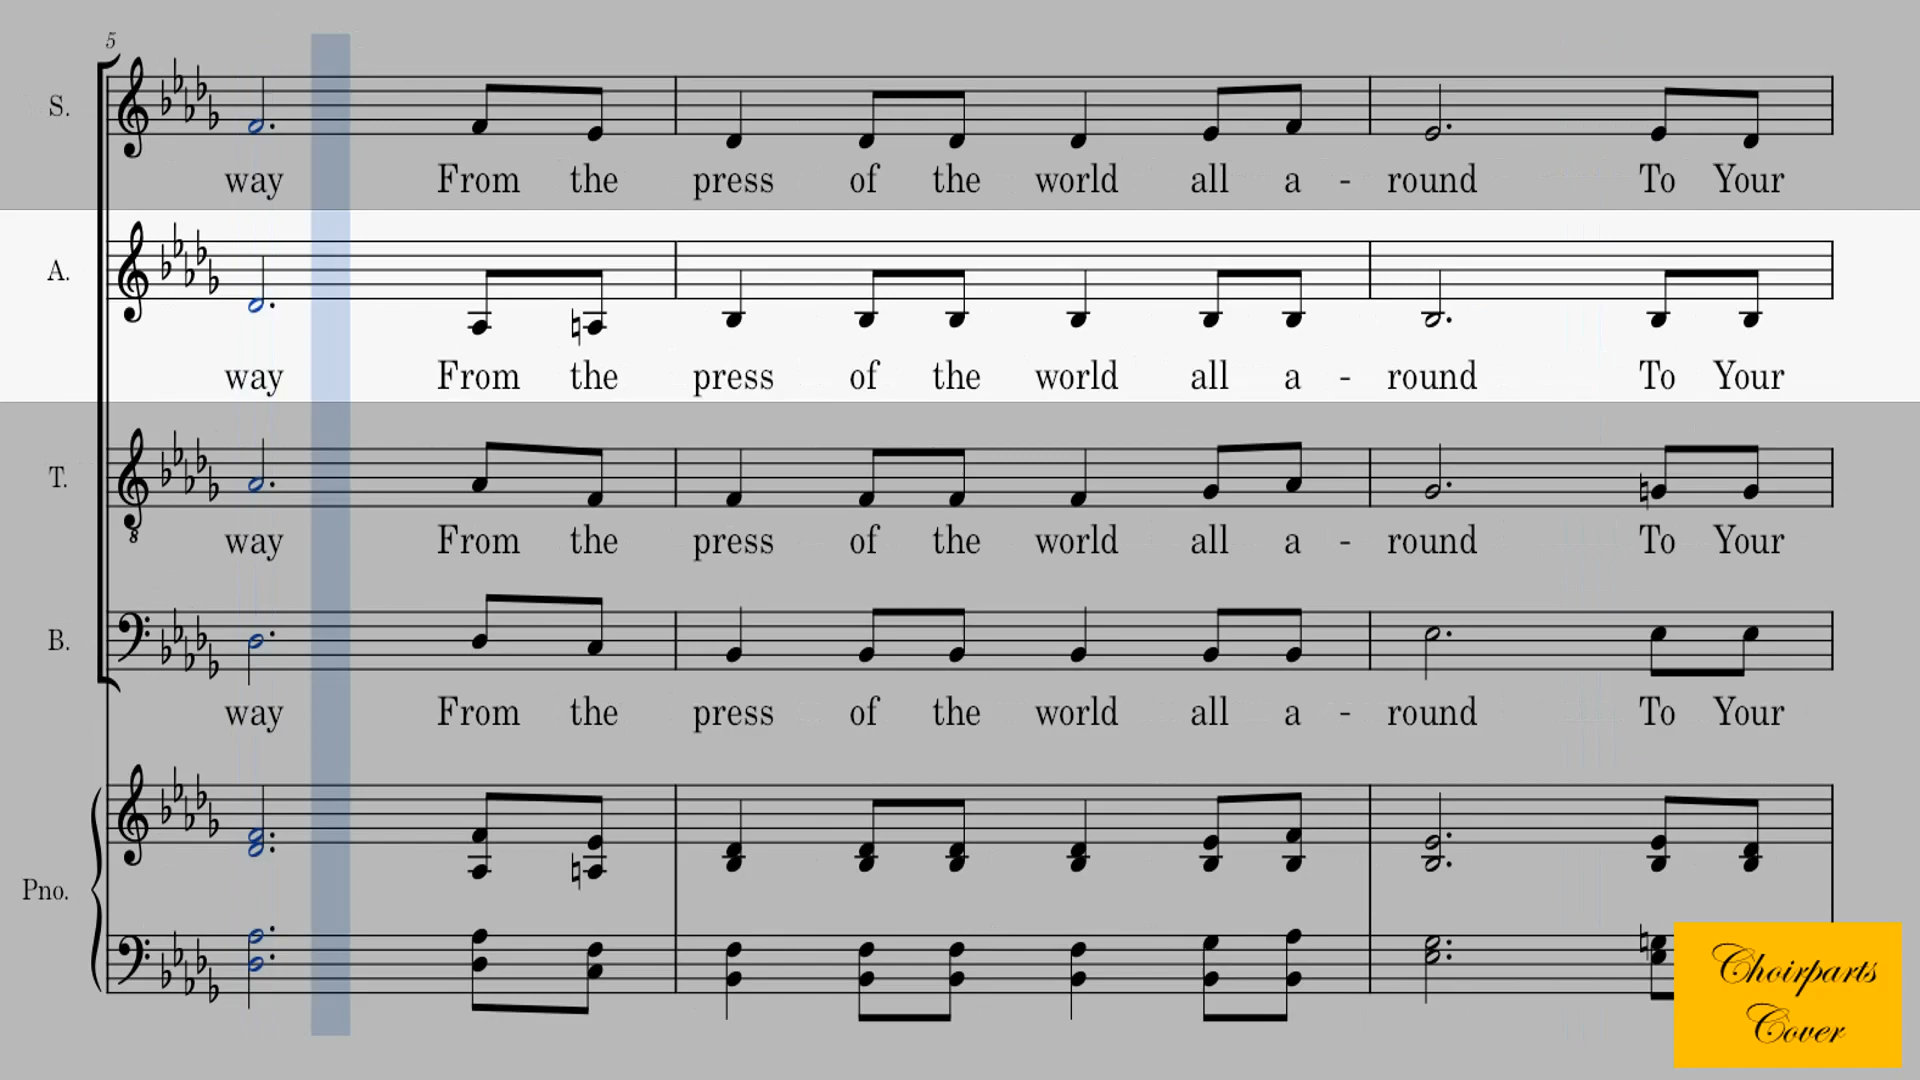 5
S.
way From the press of the world all a - round To Your
A.
way From the press of the world all a - round To Your
T.
way From the press of the world all a - round To Your
B.
way From the press of the world all a - round To Your
Pno.
Choirparts
Cover